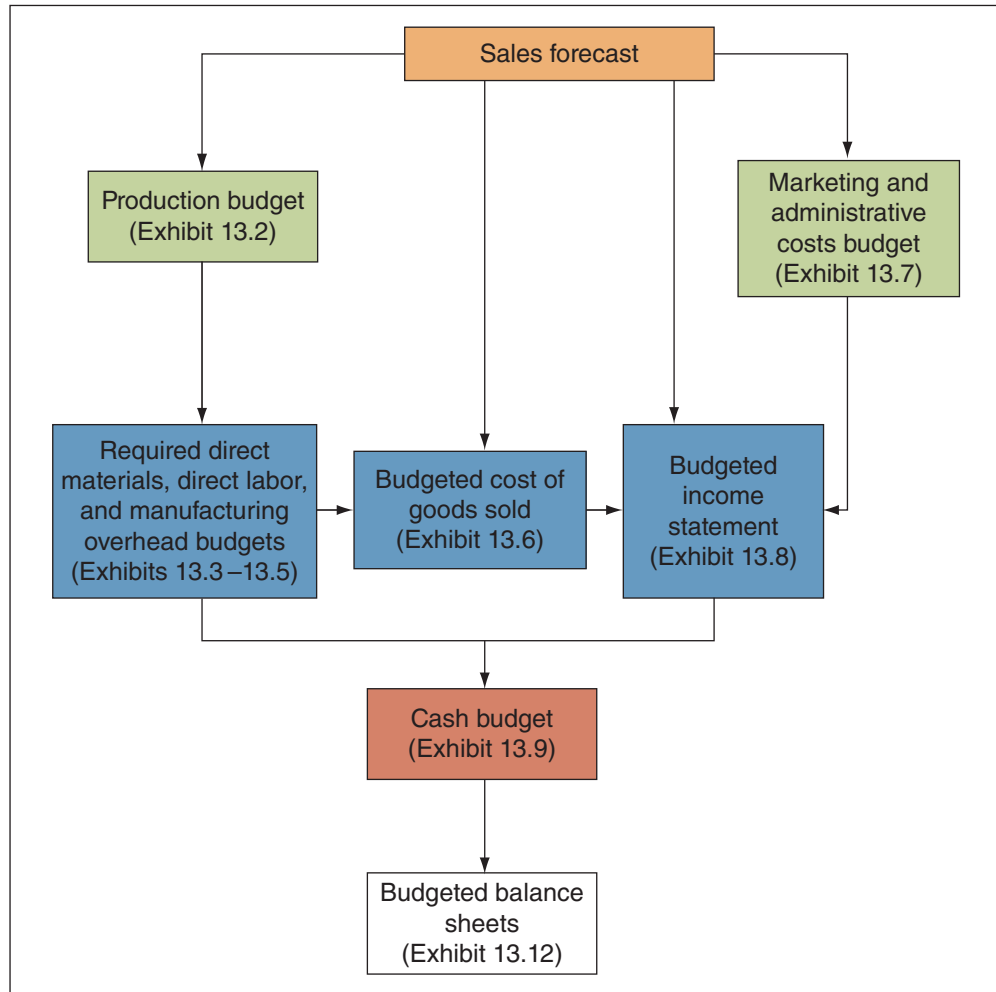 Sales forecast
Production budget
(Exhibit 13.2)
Marketing and
administrative
costs budget
(Exhibit 13.7)
Required direct
materials, direct labor,
and manufacturing
overhead budgets
(Exhibits 13.3–13.5)
Budgeted cost of
goods sold
(Exhibit 13.6)
Budgeted
income
statement
(Exhibit 13.8)
Cash budget
(Exhibit 13.9)
Budgeted balance
sheets
(Exhibit 13.12)